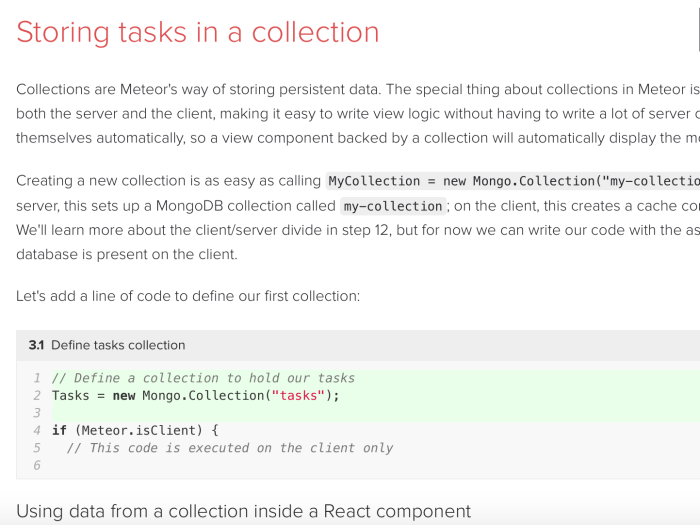 Storing tasks in a collection
Collections are Meteor's way of storing persistent data. The special thing about collections in Meteor is
both the server and the client, making it easy to write view logic without having to write a lot of server
themselves automatically, so a view component backed by a collection will automatically display the
Creating a new collection is as easy as calling MyCollection = new Mongo.Collection("my-collectio
server, this sets up a MongoDB collection called my-collection ; on the client, this creates a cache
We'll learn more about the client/server divide in step 12, but for now we can write our code with the as
database is present on the client.
Let's add a line of code to define our first collection:
3.1 Define tasks collection
1 // Define a collection to hold our tasks
2 Tasks = new Mongo.Collection("tasks");
3
4 if (Meteor.isClient) {
5 // This code is executed on the client only
6
Using data from a collection inside a React component